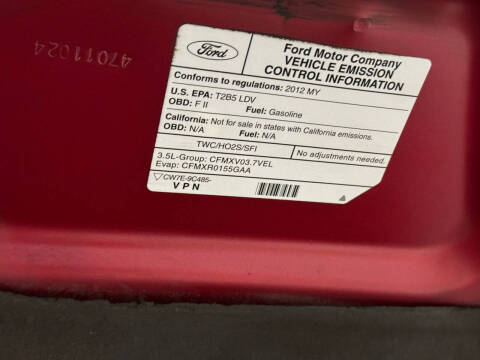 47011024
Ford
Ford Motor Company
VEHICLE EMISSION
CONTROL INFORMATION
Conforms to regulations: 2012 MY
U.S. EPA: T2B5 LDV
OBD: F II Fuel: Gasoline
California: Not for sale in states with California emissions.
OBD: N/A Fuel: N/A
TWC/HO2S/SFI No adjustments needed.
3.5L-Group: CFMXV03.7VEL
Evap: CFMXR0155GAA
CW7E-9C485-
VPN